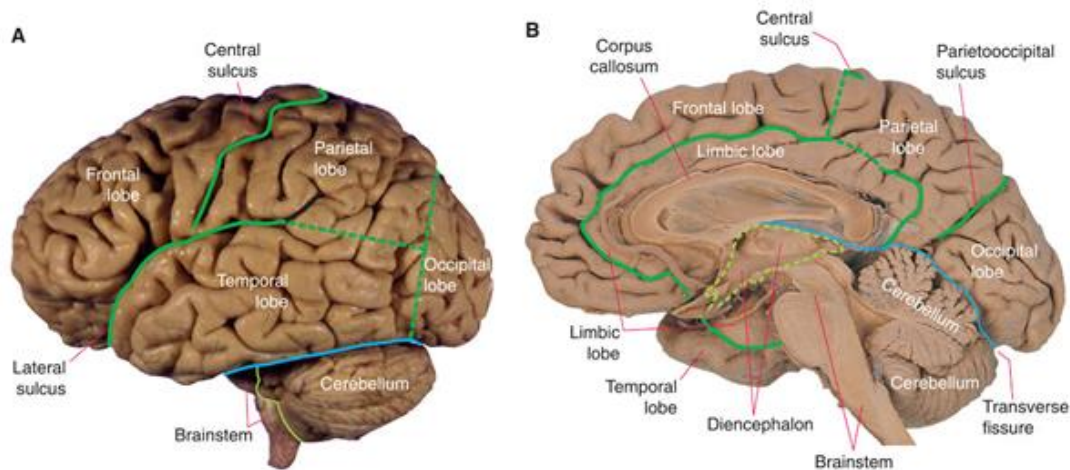 A
Central
sulcus
Frontal
lobe
Parietal
lobe
Temporal
lobe
Occipital
lobe
Lateral
sulcus
Cerebellum
Brainstem
B
Corpus
callosum
Central
sulcus
Parietooccipital
sulcus
Frontal lobe
Parietal
lobe
Limbic lobe
Occipital
lobe
Cerebellum
Limbic
lobe
Cerebellum
Temporal
lobe
Diencephalon
Transverse
fissure
Brainstem